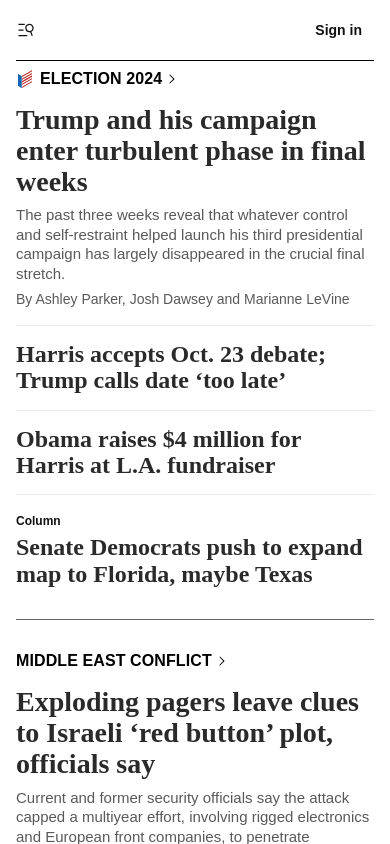 Sign in
ELECTION 2024
Trump and his campaign
enter turbulent phase in final
weeks
The past three weeks reveal that whatever control
and self-restraint helped launch his third presidential
campaign has largely disappeared in the crucial final
stretch.
By Ashley Parker, Josh Dawsey and Marianne LeVine
Harris accepts Oct. 23 debate;
Trump calls date ‘too late’
Obama raises $4 million for
Harris at L.A. fundraiser
Column
Senate Democrats push to expand
map to Florida, maybe Texas
MIDDLE EAST CONFLICT
Exploding pagers leave clues
to Israeli ‘red button’ plot,
officials say
Current and former security officials say the attack
capped a multiyear effort, involving rigged electronics
and European front companies, to penetrate